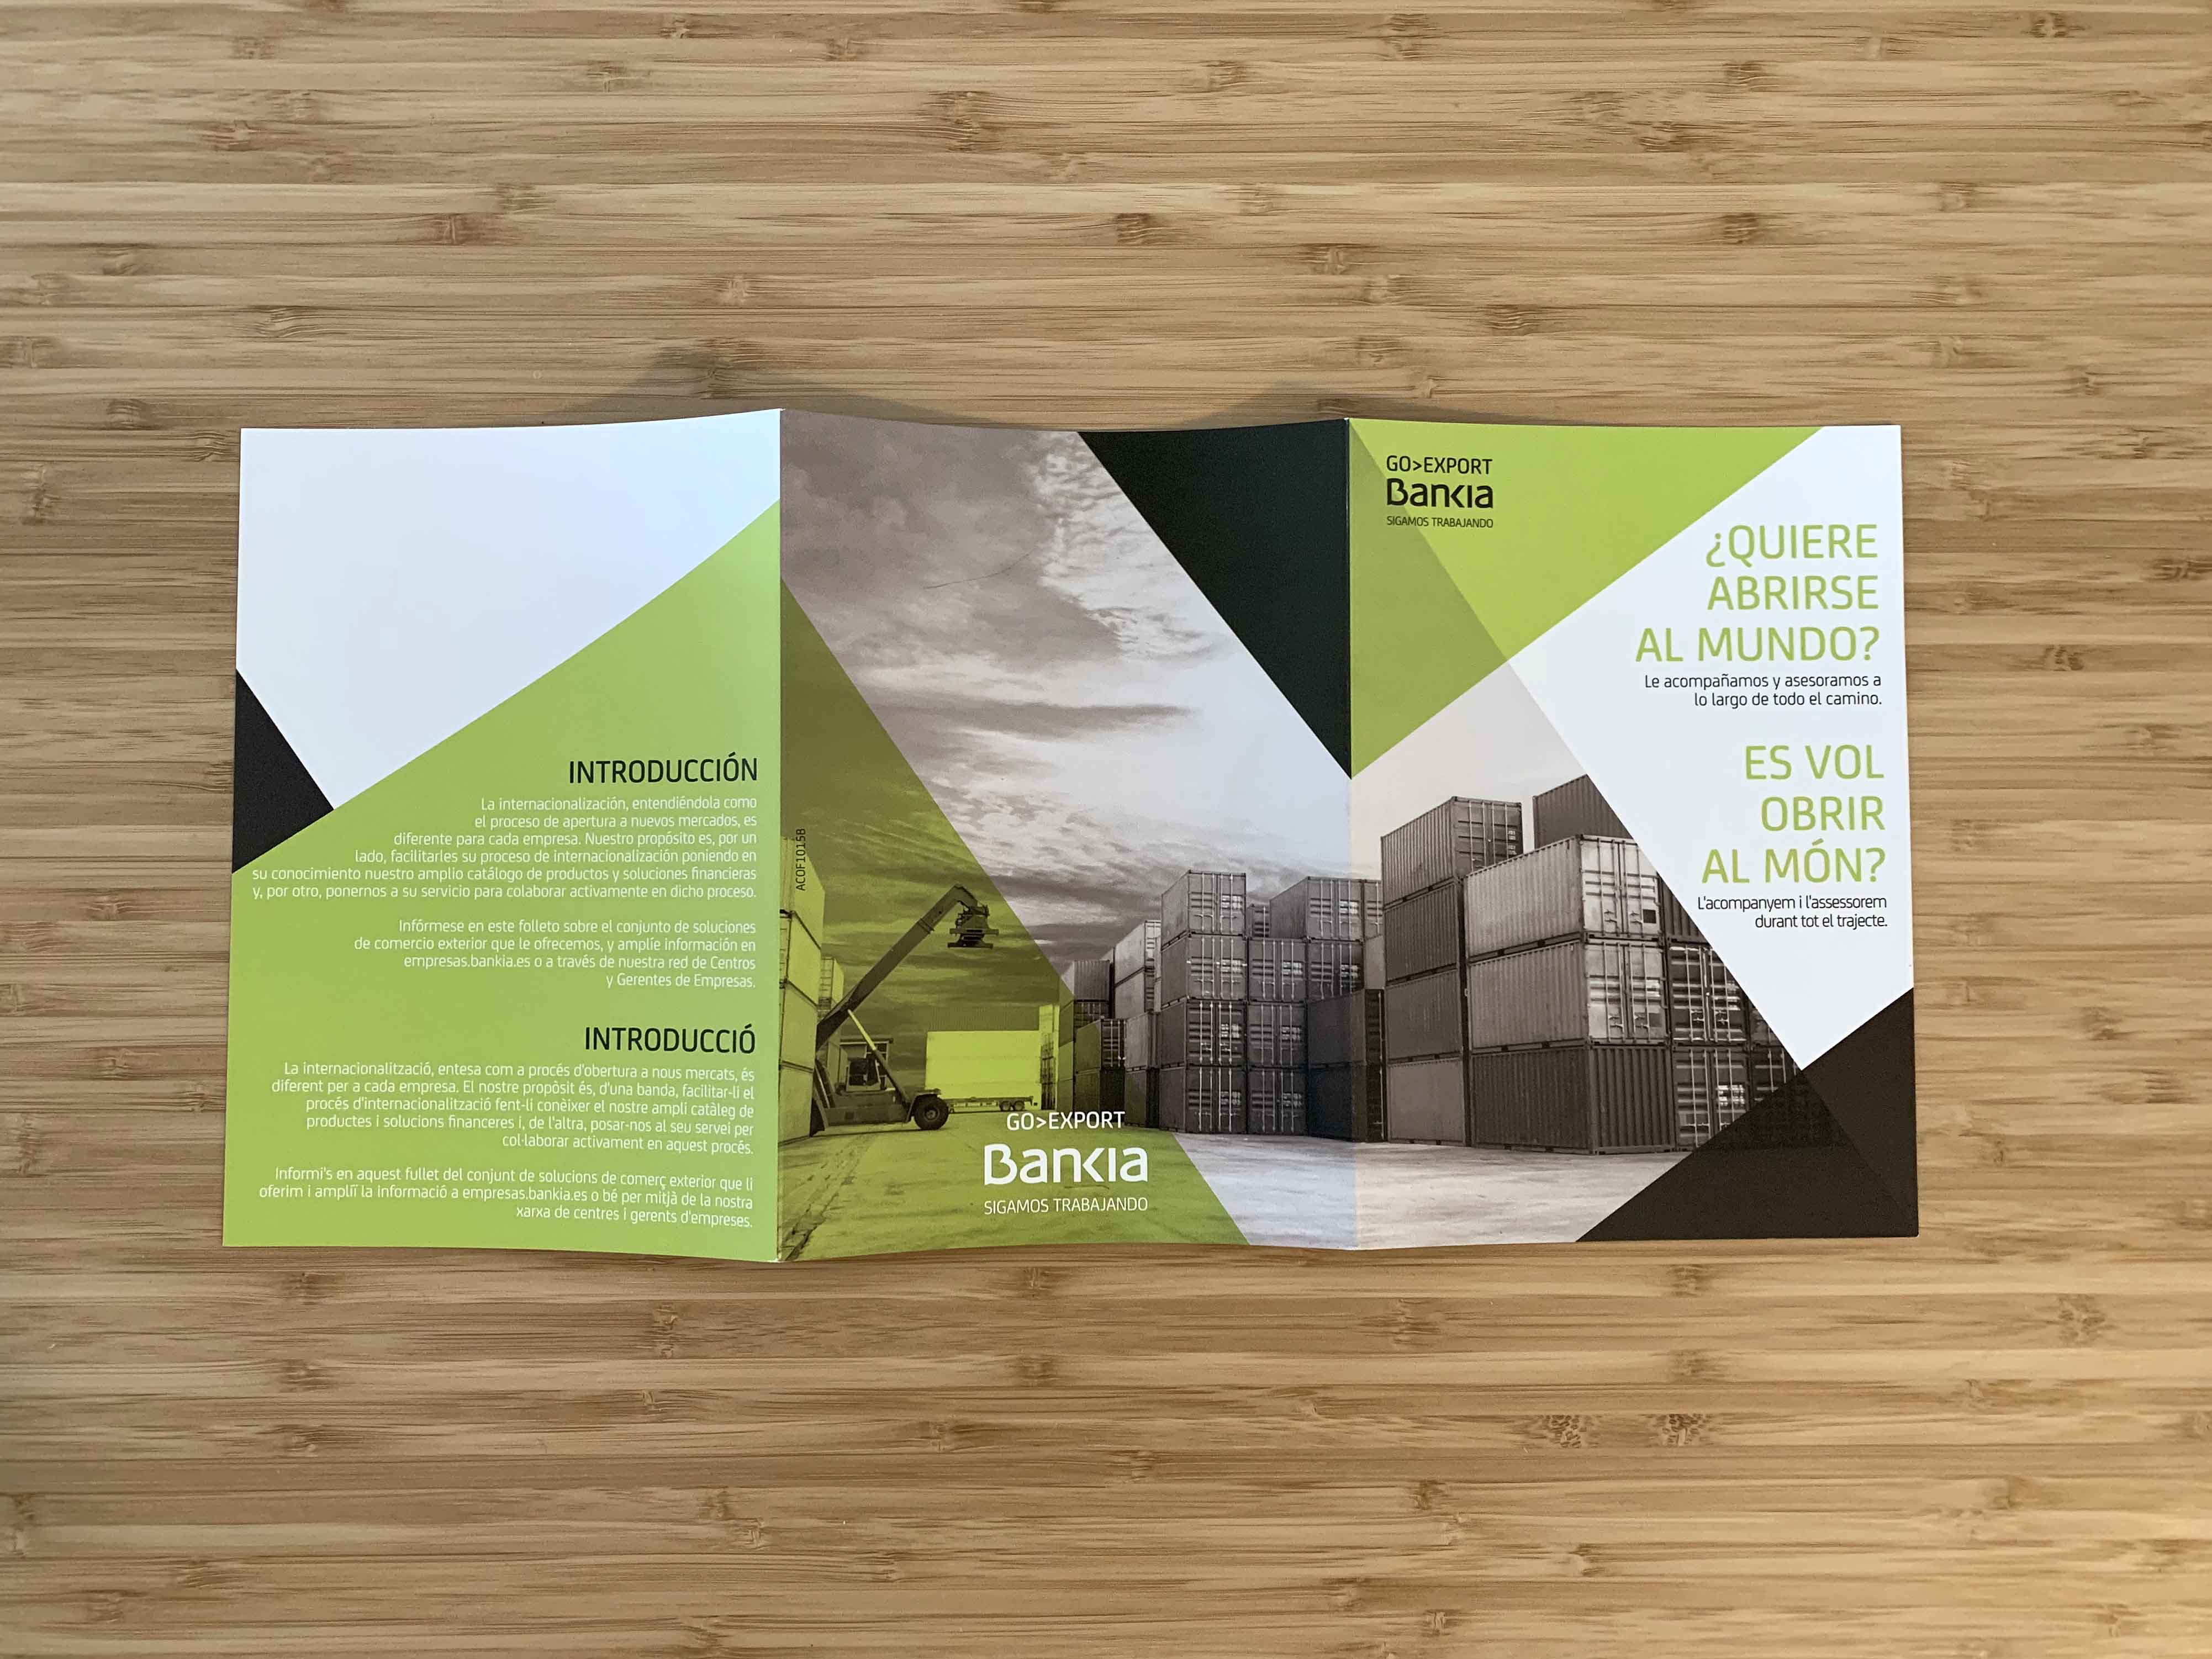 INTRODUCCIÓN
La internacionalización, entendiéndola como
el proceso de apertura a nuevos mercados, es
diferente para cada empresa. Nuestro propósito es, por un
lado, facilitarles su proceso de internacionalización poniendo en
su conocimiento nuestro amplio catálogo de productos y soluciones financieras
y, por otro, ponernos a su servicio para colaborar activamente en dicho proceso.
Infórmese en este folleto sobre el conjunto de soluciones
de comercio exterior que le ofrecemos, y amplíe información en
empresas.bankia.es o a través de nuestra red de Centros
y Gerentes de Empresas.
INTRODUCCIÓ
La internacionalització, entesa com a procés d'obertura a nous mercats, és
diferent per a cada empresa. El nostre propòsit és, d'una banda, facilitar-li el
procés d'internacionalització fent-li conèixer el nostre ampli catàleg de
productes i solucions financeres i, de l'altra, posar-nos al seu servei per
col·laborar activament en aquest procés.
Informi's en aquest fullet del conjunt de solucions de comerç exterior que li
oferim i ampliï la informació a empresas.bankia.es o bé per mitjà de la nostra
xarxa de centres i gerents d'empreses.
ACOF10158
GO>EXPORT
Bankia
SIGAMOS TRABAJANDO
GO>EXPORT
Bankia
SIGAMOS TRABAJANDO
¿QUIERE
ABRIRSE
AL MUNDO?
Le acompañamos y asesoramos a
lo largo de todo el camino.
ES VOL
OBRIR
AL MÓN?
L'acompanyem i l'assessorem
durant tot el trajecte.